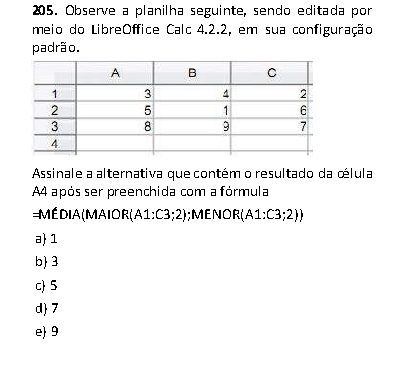 205. Observe a planilha seguinte, sendo editada por
meio do LibreOffice Calc 4.2.2, em sua configuração
padrão.
A B C
1 3 4 2
2 5 1 6
3 8 9 7
4
Assinale a alternativa que contém o resultado da célula
A4 após ser preenchida com a fórmula
=MÉDIA(MAIOR(A1:C3;2);MENOR(A1:C3;2))
a) 1
b) 3
c) 5
d) 7
e) 9